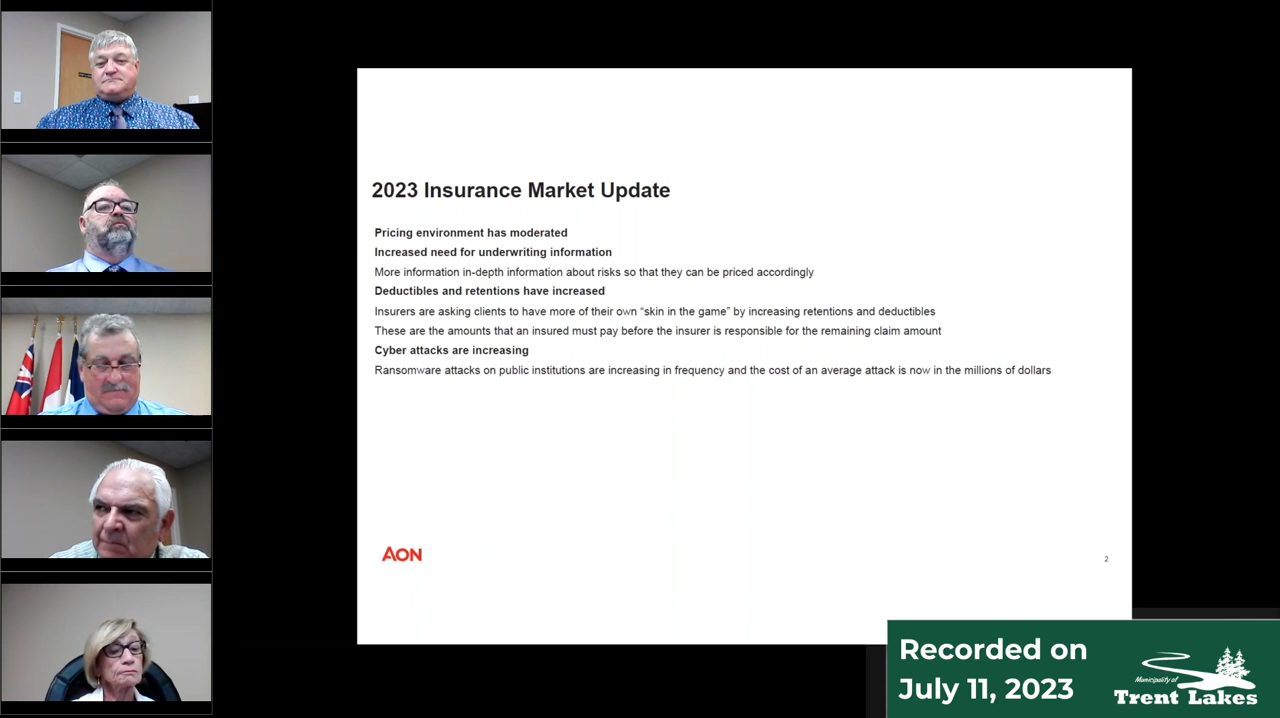 2023 Insurance Market Update
Pricing environment has moderated
Increased need for underwriting information
More information in-depth information about risks so that they can be priced accordingly
Deductibles and retentions have increased
Insurers are asking clients to have more of their own “skin in the game” by increasing retentions and deductibles
These are the amounts that an insured must pay before the insurer is responsible for the remaining claim amount
Cyber attacks are increasing
Ransomware attacks on public institutions are increasing in frequency and the cost of an average attack is now in the millions of dollars
AON
2
Recorded on
July 11, 2023
Municipality of
Trent Lakes